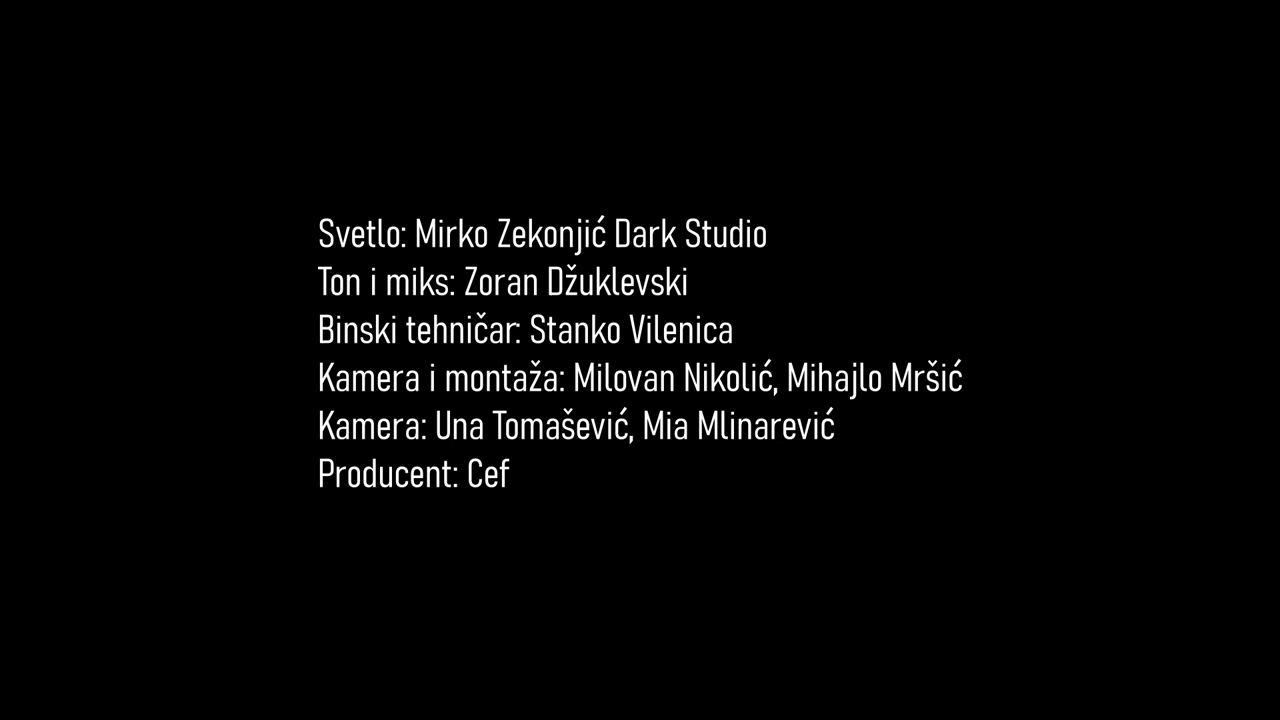 Svetlo: Mirko Zekonjić Dark Studio
Ton i miks: Zoran Džuklevski
Binski tehničar: Stanko Vilenica
Kamera i montaža: Milovan Nikolić, Mihajlo Mršić
Kamera: Una Tomašević, Mia Mlinarević
Producent: Cef